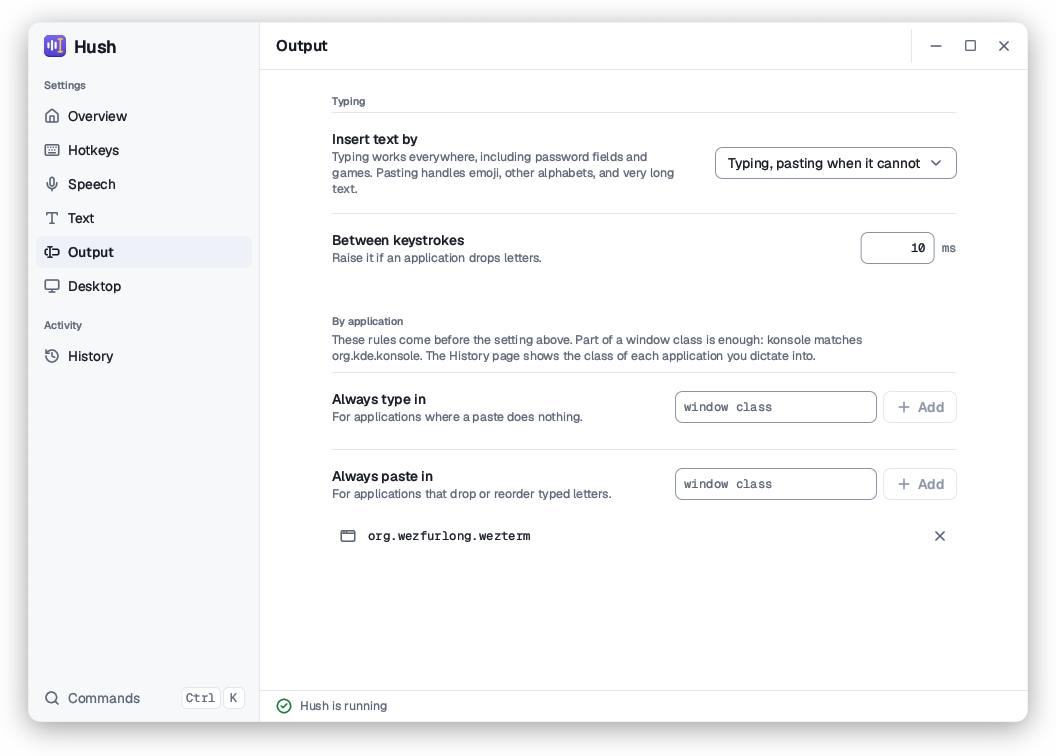 Hush
Output
Settings
Overview
Hotkeys
Speech
Text
Output
Desktop
Activity
History
Commands
Ctrl K
Typing
Insert text by
Typing works everywhere, including password fields and
games. Pasting handles emoji, other alphabets, and very long
text.
Typing, pasting when it cannot
Between keystrokes
Raise it if an application drops letters.
10 ms
By application
These rules come before the setting above. Part of a window class is enough: konsole matches
org.kde.konsole. The History page shows the class of each application you dictate into.
Always type in
For applications where a paste does nothing.
window class
Add
Always paste in
For applications that drop or reorder typed letters.
window class
Add
org.wezfurlong.wezterm
Hush is running